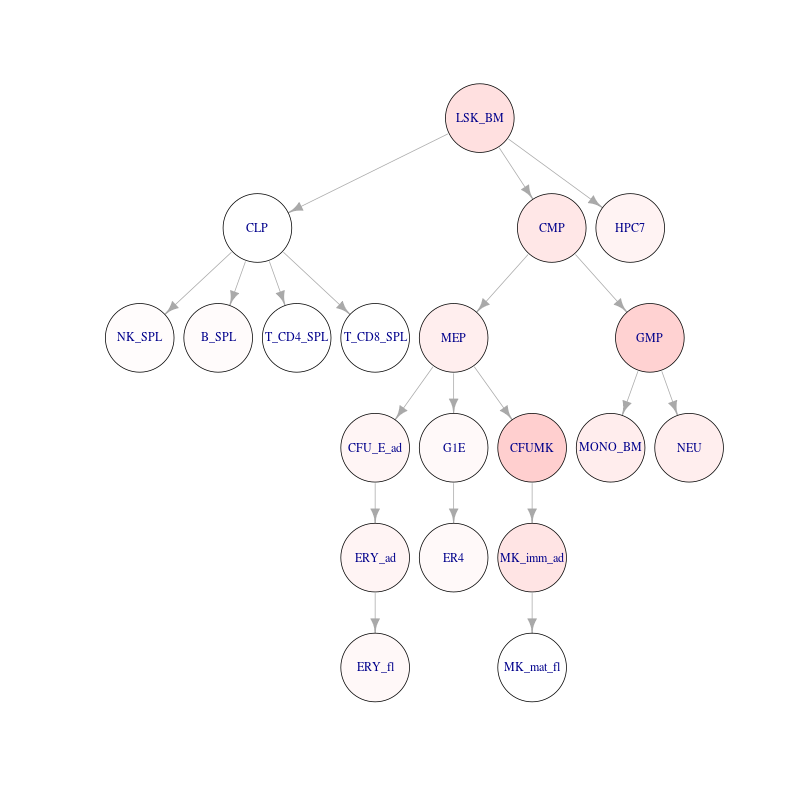 LSK_BM
CLP
CMP
HPC7
NK_SPL
B_SPL
T_CD4_SPL
T_CD8_SPL
MEP
GMP
CFU_E_ad
G1E
CFUMK
MONO_BM
NEU
ERY_ad
ER4
MK_imm_ad
ERY_fl
MK_mat_fl